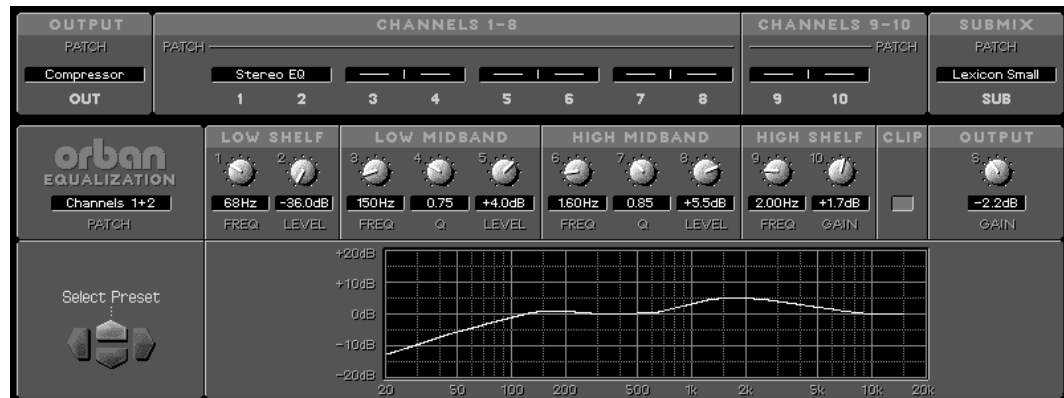 OUTPUT CHANNELS 1-8 CHANNELS 9-10 SUBMIX
PATCH PATCH PATCH PATCH
Compressor Stereo EQ Lexicon Small
OUT 1 2 3 4 5 6 7 8 9 10 SUB
orban
EQUALIZATION
Channels 1+2
PATCH
LOW SHELF LOW MIDBAND HIGH MIDBAND HIGH SHELF CLIP OUTPUT
1 2 3 4 5 6 7 8 9 10 S
68Hz -36.0dB 150Hz 0.75 +4.0dB 1.60Hz 0.85 +5.5dB 2.00Hz +1.7dB -2.2dB
FREQ LEVEL FREQ Q LEVEL FREQ Q LEVEL FREQ GAIN GAIN
Select Preset
+20dB
+10dB
0dB
-10dB
-20dB
20 50 100 200 500 1k 2k 5k 10k 20k